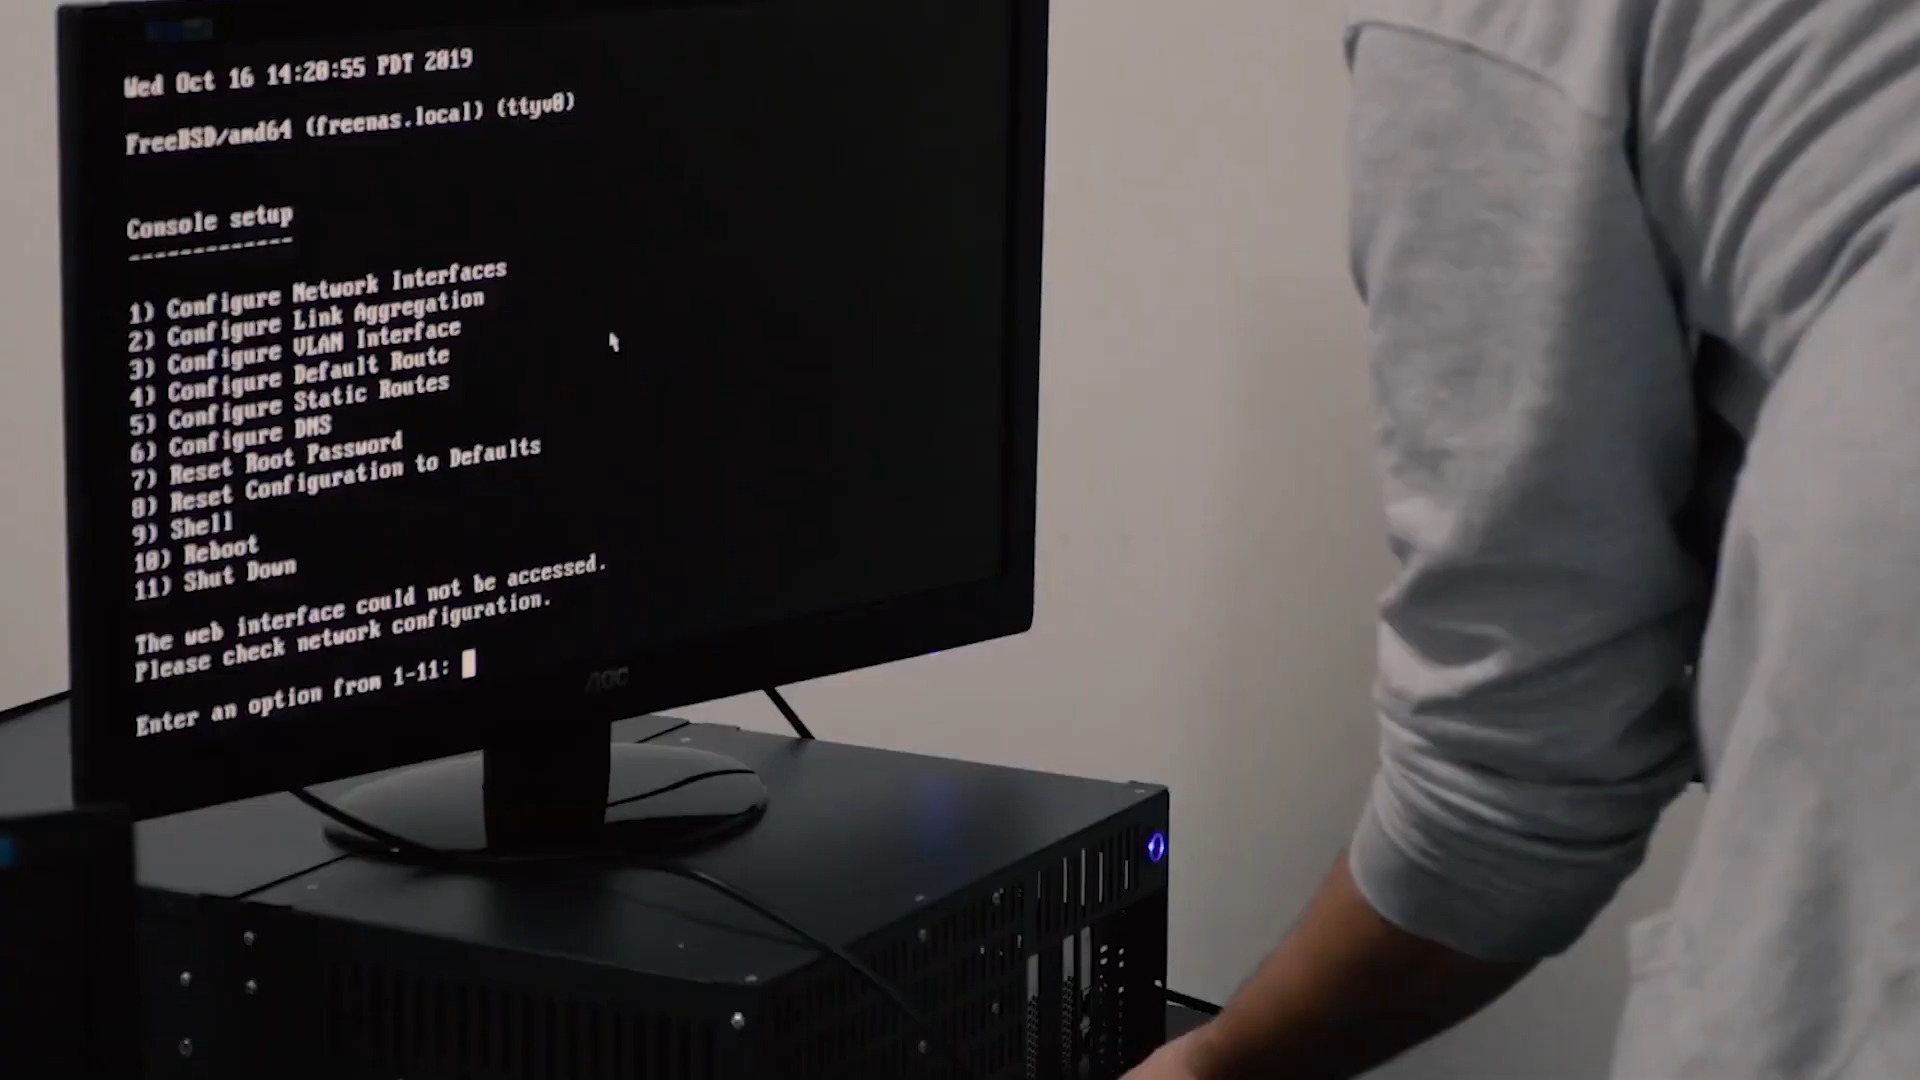 Wed Oct 16 14:20:55 PDT 2019
FreeBSD/amd64 (freenas.local) (ttyv0)
Console setup
-------------
1) Configure Network Interfaces
2) Configure Link Aggregation
3) Configure VLAN Interface
4) Configure Default Route
5) Configure Static Routes
6) Configure DNS
7) Reset Root Password
8) Reset Configuration to Defaults
9) Shell
10) Reboot
11) Shut Down
The web interface could not be accessed.
Please check network configuration.
Enter an option from 1-11:
AOC